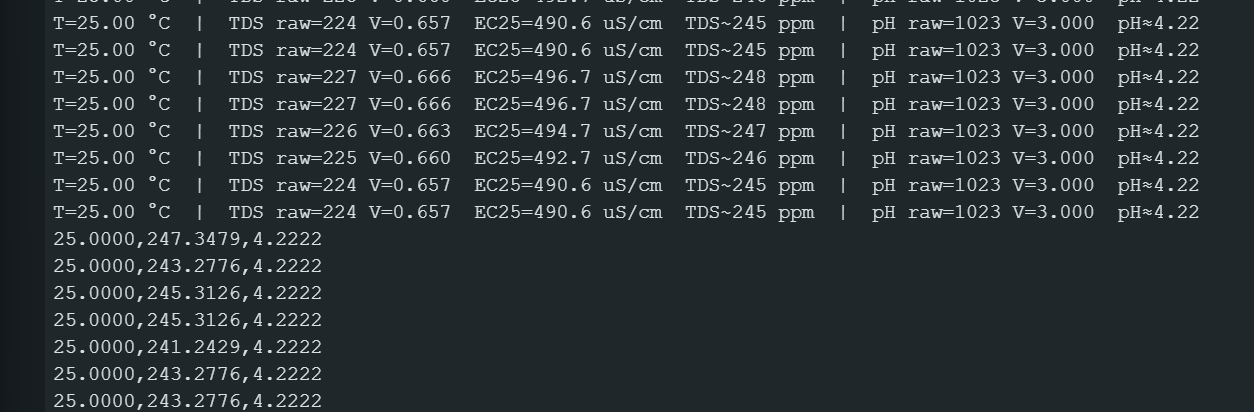 T=25.00 °C  |  TDS raw=224 V=0.657  EC25=490.6 uS/cm  TDS~245 ppm  |  pH raw=1023 V=3.000  pH≈4.22
T=25.00 °C  |  TDS raw=224 V=0.657  EC25=490.6 uS/cm  TDS~245 ppm  |  pH raw=1023 V=3.000  pH≈4.22
T=25.00 °C  |  TDS raw=227 V=0.666  EC25=496.7 uS/cm  TDS~248 ppm  |  pH raw=1023 V=3.000  pH≈4.22
T=25.00 °C  |  TDS raw=227 V=0.666  EC25=496.7 uS/cm  TDS~248 ppm  |  pH raw=1023 V=3.000  pH≈4.22
T=25.00 °C  |  TDS raw=226 V=0.663  EC25=494.7 uS/cm  TDS~247 ppm  |  pH raw=1023 V=3.000  pH≈4.22
T=25.00 °C  |  TDS raw=225 V=0.660  EC25=492.7 uS/cm  TDS~246 ppm  |  pH raw=1023 V=3.000  pH≈4.22
T=25.00 °C  |  TDS raw=224 V=0.657  EC25=490.6 uS/cm  TDS~245 ppm  |  pH raw=1023 V=3.000  pH≈4.22
T=25.00 °C  |  TDS raw=224 V=0.657  EC25=490.6 uS/cm  TDS~245 ppm  |  pH raw=1023 V=3.000  pH≈4.22
25.0000,247.3479,4.2222
25.0000,243.2776,4.2222
25.0000,245.3126,4.2222
25.0000,245.3126,4.2222
25.0000,241.2429,4.2222
25.0000,243.2776,4.2222
25.0000,243.2776,4.2222